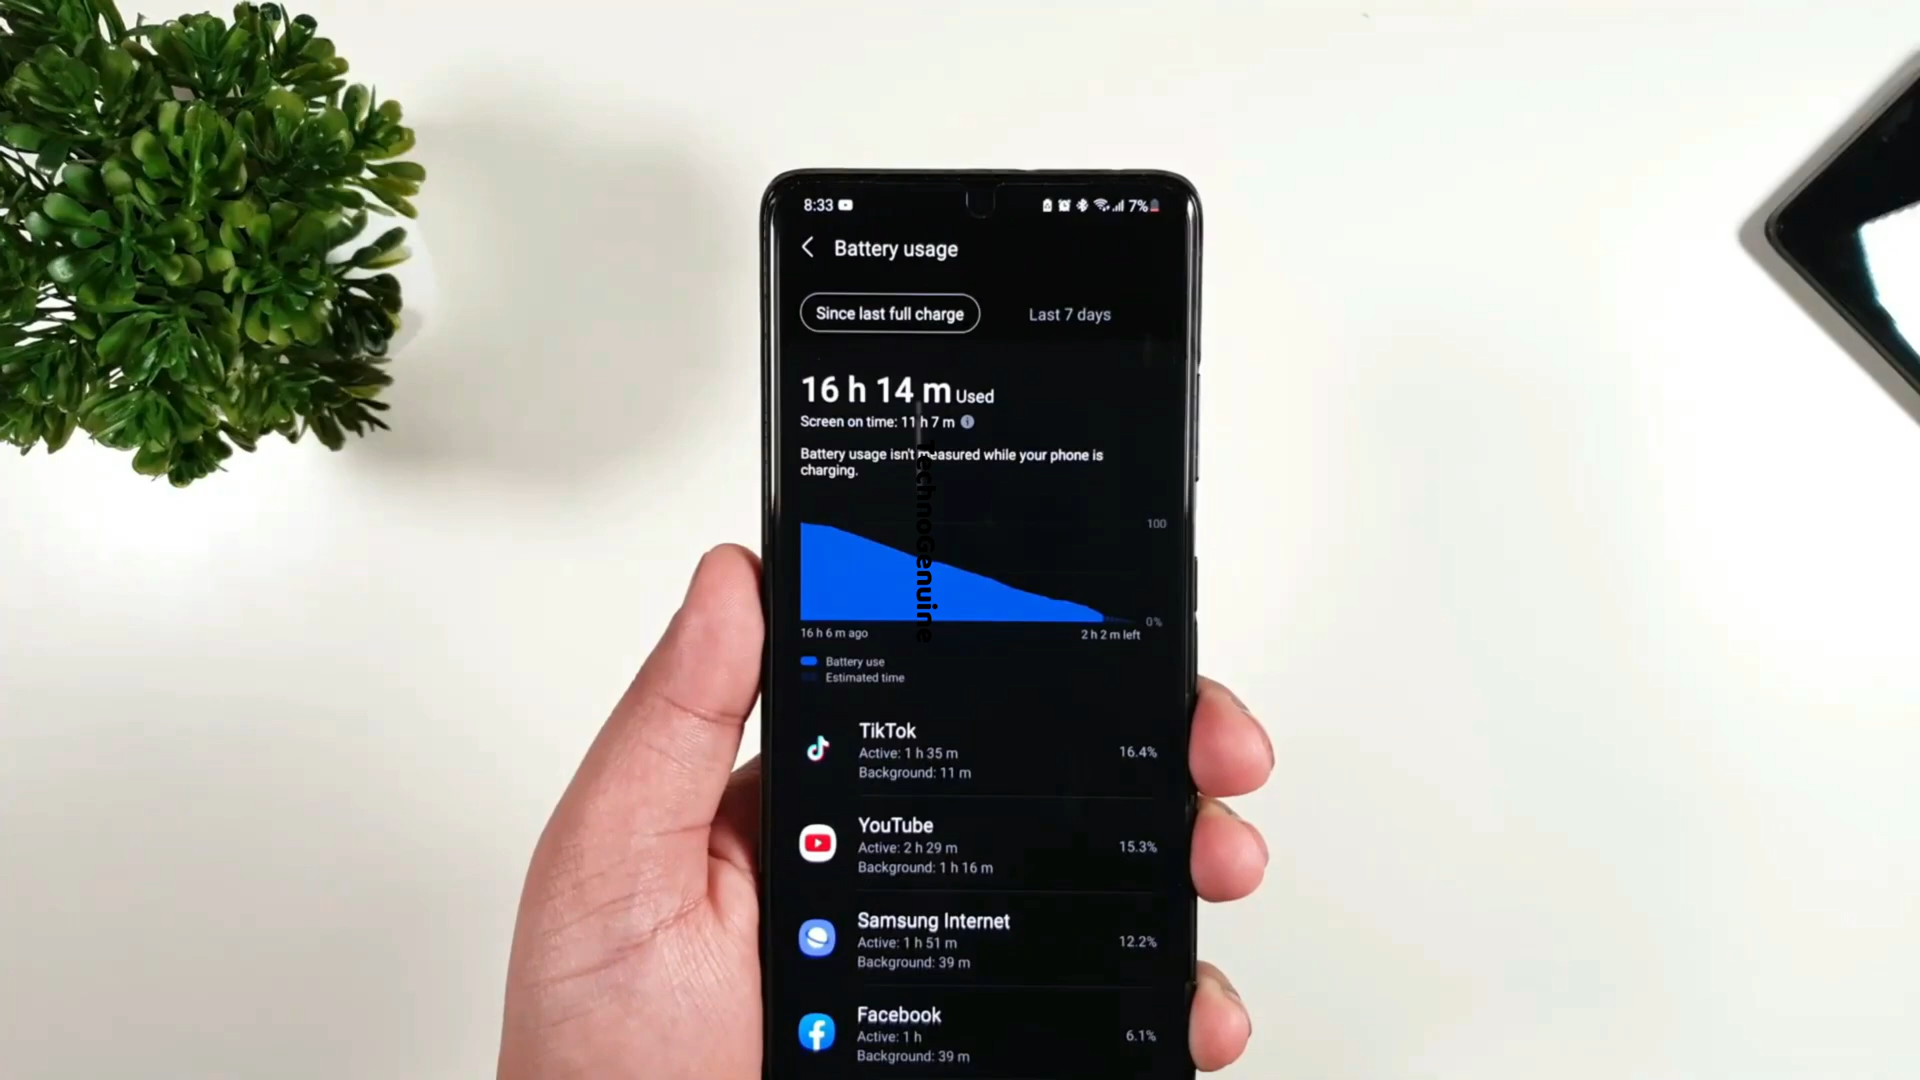 8:33
7%
Battery usage
Since last full charge
Last 7 days
16 h 14 m Used
Screen on time: 11 h 7 m
Battery usage isn't measured while your phone is
charging.
TechnoGenuine
100
0%
16 h 6 m ago
2 h 2 m left
Battery use
Estimated time
TikTok
Active: 1 h 35 m
16.4%
Background: 11 m
YouTube
Active: 2 h 29 m
15.3%
Background: 1 h 16 m
Samsung Internet
Active: 1 h 51 m
12.2%
Background: 39 m
Facebook
Active: 1 h
6.1%
Background: 39 m